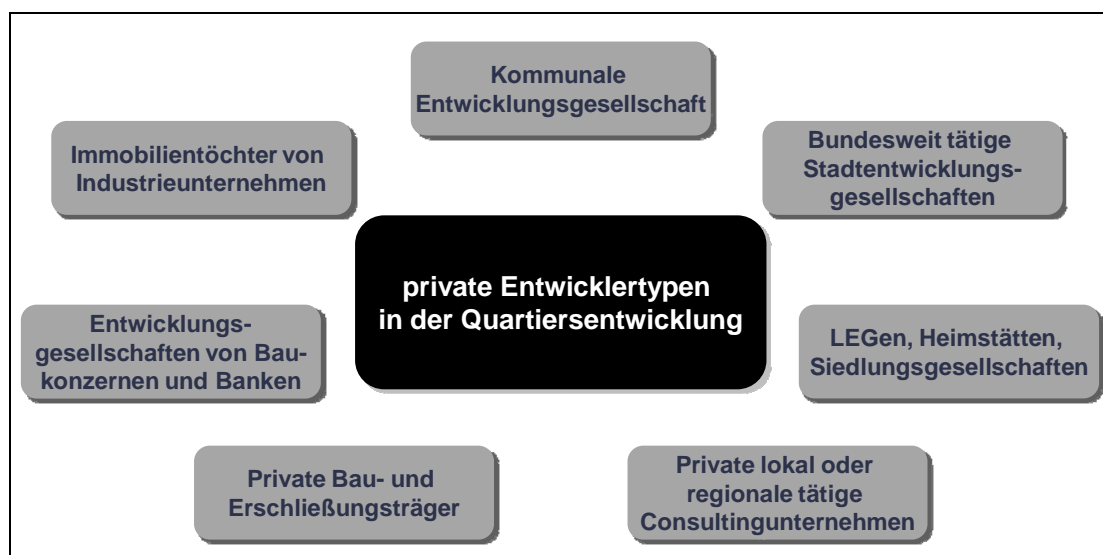 Kommunale
Entwicklungsgesellschaft
Immobilientöchter von
Industrieunternehmen
Bundesweit tätige
Stadtentwicklungs-
gesellschaften
private Entwicklertypen
in der Quartiersentwicklung
Entwicklungs-
gesellschaften von Bau-
konzernen und Banken
LEGen, Heimstätten,
Siedlungsgesellschaften
Private Bau- und
Erschließungsträger
Private lokal oder
regionale tätige
Consultingunternehmen